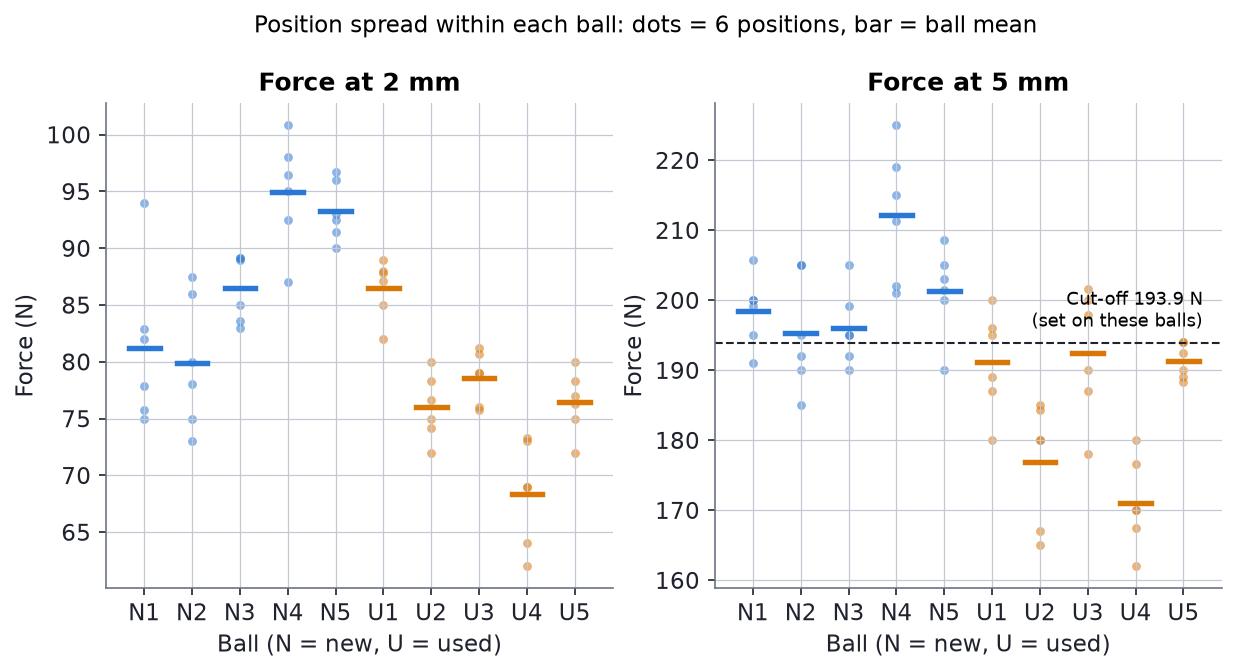 Position spread within each ball: dots = 6 positions, bar = ball mean
Force at 2 mm
Force (N)
100
95
90
85
80
75
70
65
N1 N2 N3 N4 N5 U1 U2 U3 U4 U5
Ball (N = new, U = used)
Force at 5 mm
Force (N)
220
210
200
190
180
170
160
Cut-off 193.9 N
(set on these balls)
N1 N2 N3 N4 N5 U1 U2 U3 U4 U5
Ball (N = new, U = used)